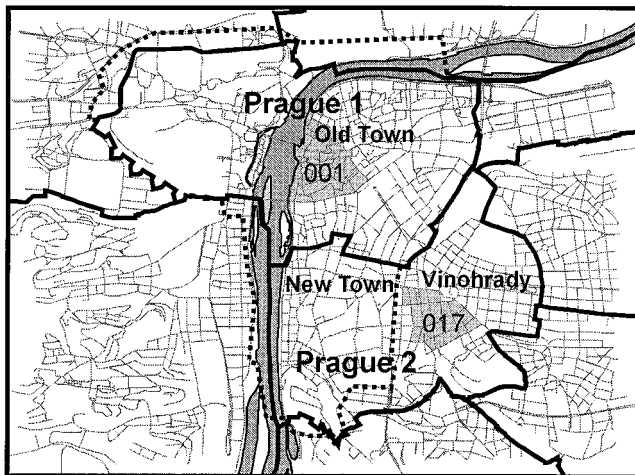 Prague 1
Old Town
001
New Town
Vinohrady
017
Prague 2